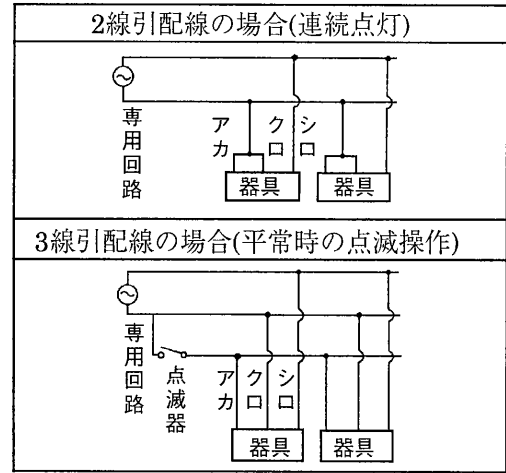 2線引配線の場合(連続点灯)
専用回路
アカ
クロ
シロ
器具
器具
3線引配線の場合(平常時の点滅操作)
専用回路
点滅器
アカ
クロ
シロ
器具
器具